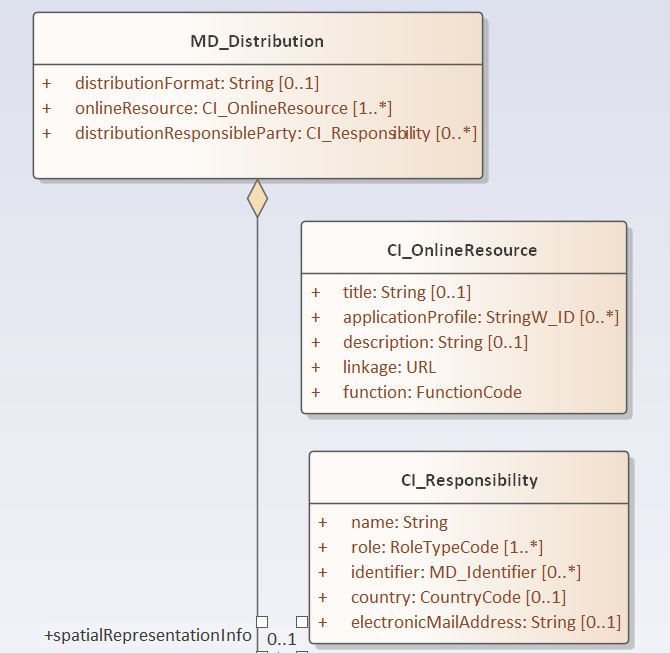 MD_Distribution
+ distributionFormat: String [0..1]
+ onlineResource: CI_OnlineResource [1..*]
+ distributionResponsibleParty: CI_Responsibility [0..*]
CI_OnlineResource
+ title: String [0..1]
+ applicationProfile: StringW_ID [0..*]
+ description: String [0..1]
+ linkage: URL
+ function: FunctionCode
CI_Responsibility
+ name: String
+ role: RoleTypeCode [1..*]
+ identifier: MD_Identifier [0..*]
+ country: CountryCode [0..1]
+ electronicMailAddress: String [0..1]
+spatialRepresentationInfo 0..1